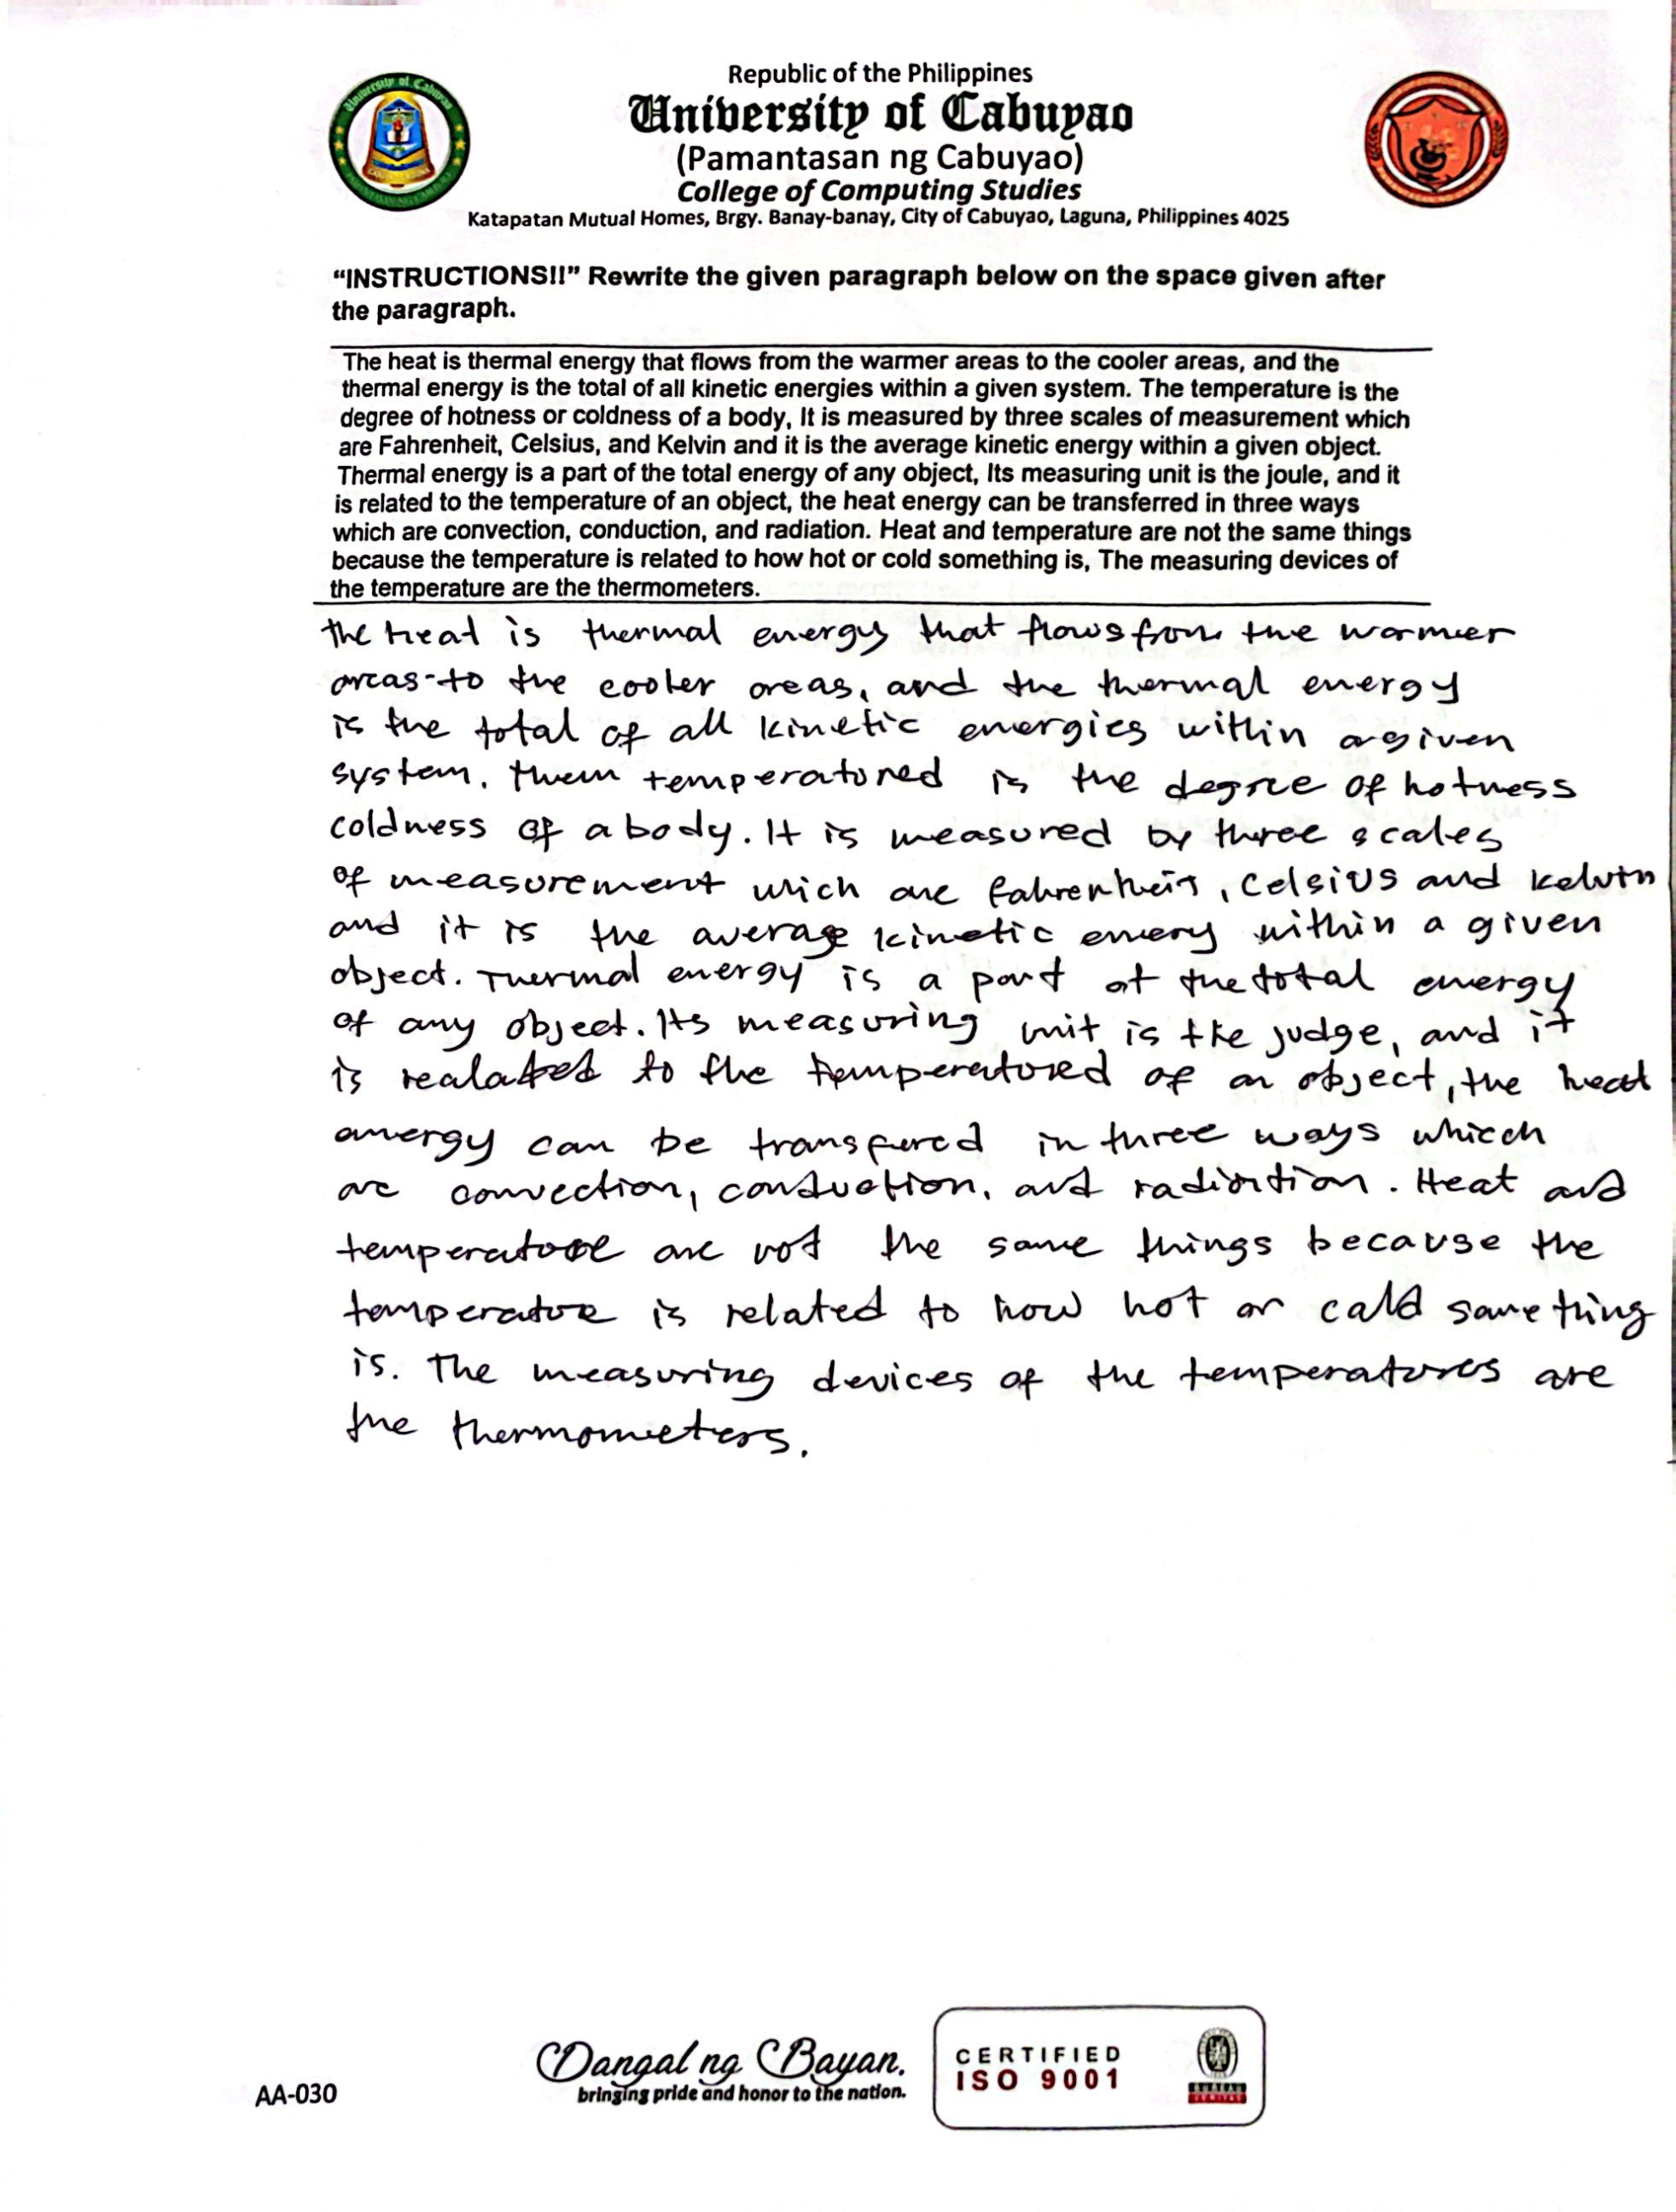 Republic of the Philippines
University of Cabuyao
(Pamantasan ng Cabuyao)
College of Computing Studies
Katapatan Mutual Homes, Brgy. Banay-banay, City of Cabuyao, Laguna, Philippines 4025
University of Cabuyao
"INSTRUCTIONS!!" Rewrite the given paragraph below on the space given after
the paragraph.
The heat is thermal energy that flows from the warmer areas to the cooler areas, and the
thermal energy is the total of all kinetic energies within a given system. The temperature is the
degree of hotness or coldness of a body, It is measured by three scales of measurement which
are Fahrenheit, Celsius, and Kelvin and it is the average kinetic energy within a given object.
Thermal energy is a part of the total energy of any object, Its measuring unit is the joule, and it
is related to the temperature of an object, the heat energy can be transferred in three ways
which are convection, conduction, and radiation. Heat and temperature are not the same things
because the temperature is related to how hot or cold something is, The measuring devices of
the temperature are the thermometers.
the heat is thermal energy that flows from the warmer
areas-to the cooler areas, and the thermal energy
is the total of all kinetic energies within a given
system. Them temperatured is the degree of hotness
coldness of a body. It is measured by three scales
of measurement wich are fahrenheit, Celsius and kelvin
and it is the average kinetic enery within a given
object. Thermal energy is a part of the total energy
of any object. Its measuring unit is the judge, and it
is realated to the temperatured of an object, the heat
energy can be transfured in three ways which
are convection, conduction, and radiation. Heat and
temperature are not the same things because the
temperature is related to how hot or cald something
is. The measuring devices of the temperatures are
the thermometers.
AA-030
Dangal ng Bayan.
bringing pride and honor to the nation.
CERTIFIED
ISO 9001
BUREAU
VERITAS